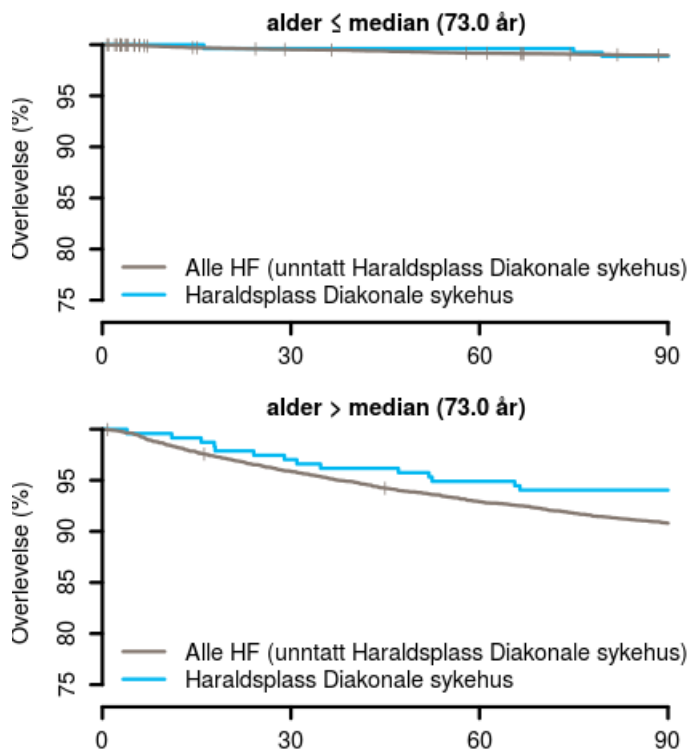 alder ≤ median (73.0 år)
Overlevelse (%)
95
90
85
80
75
Alle HF (unntatt Haraldsplass Diakonale sykehus)
Haraldsplass Diakonale sykehus
0 30 60 90
alder > median (73.0 år)
Overlevelse (%)
95
90
85
80
75
Alle HF (unntatt Haraldsplass Diakonale sykehus)
Haraldsplass Diakonale sykehus
0 30 60 90